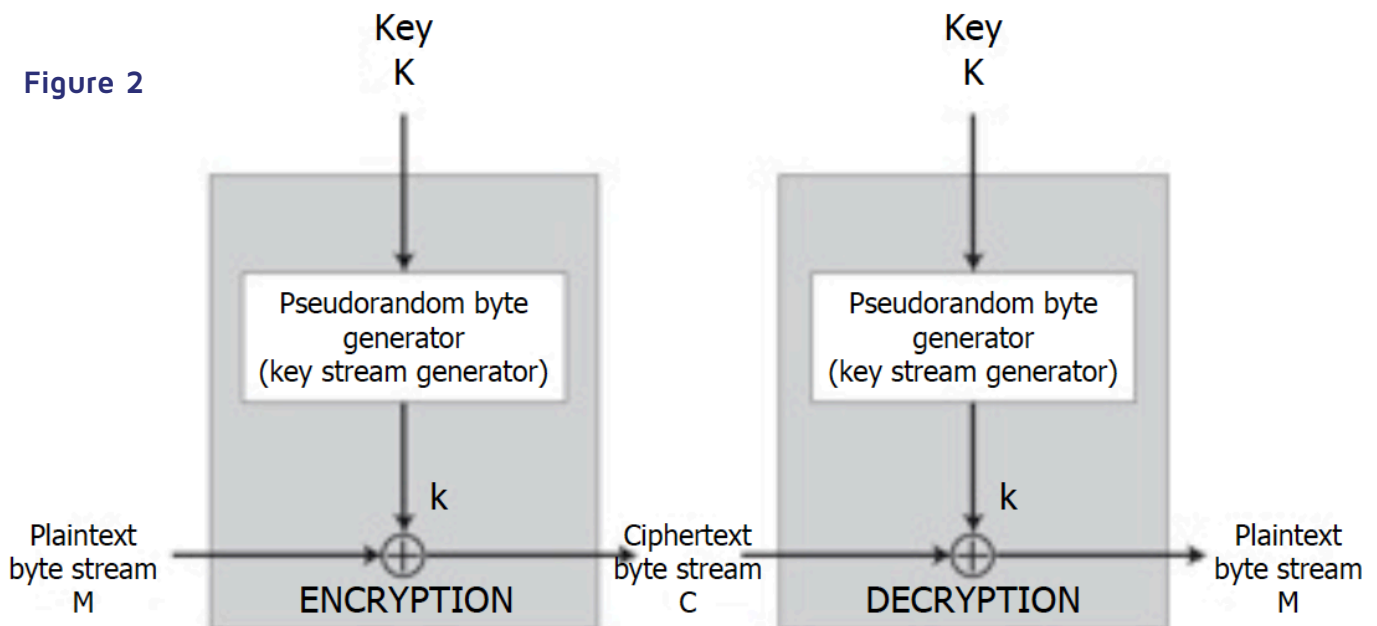 Figure 2
Key
K
Key
K
Pseudorandom byte
generator
(key stream generator)
Pseudorandom byte
generator
(key stream generator)
k
k
Plaintext
byte stream
M
ENCRYPTION
Ciphertext
byte stream
C
DECRYPTION
Plaintext
byte stream
M